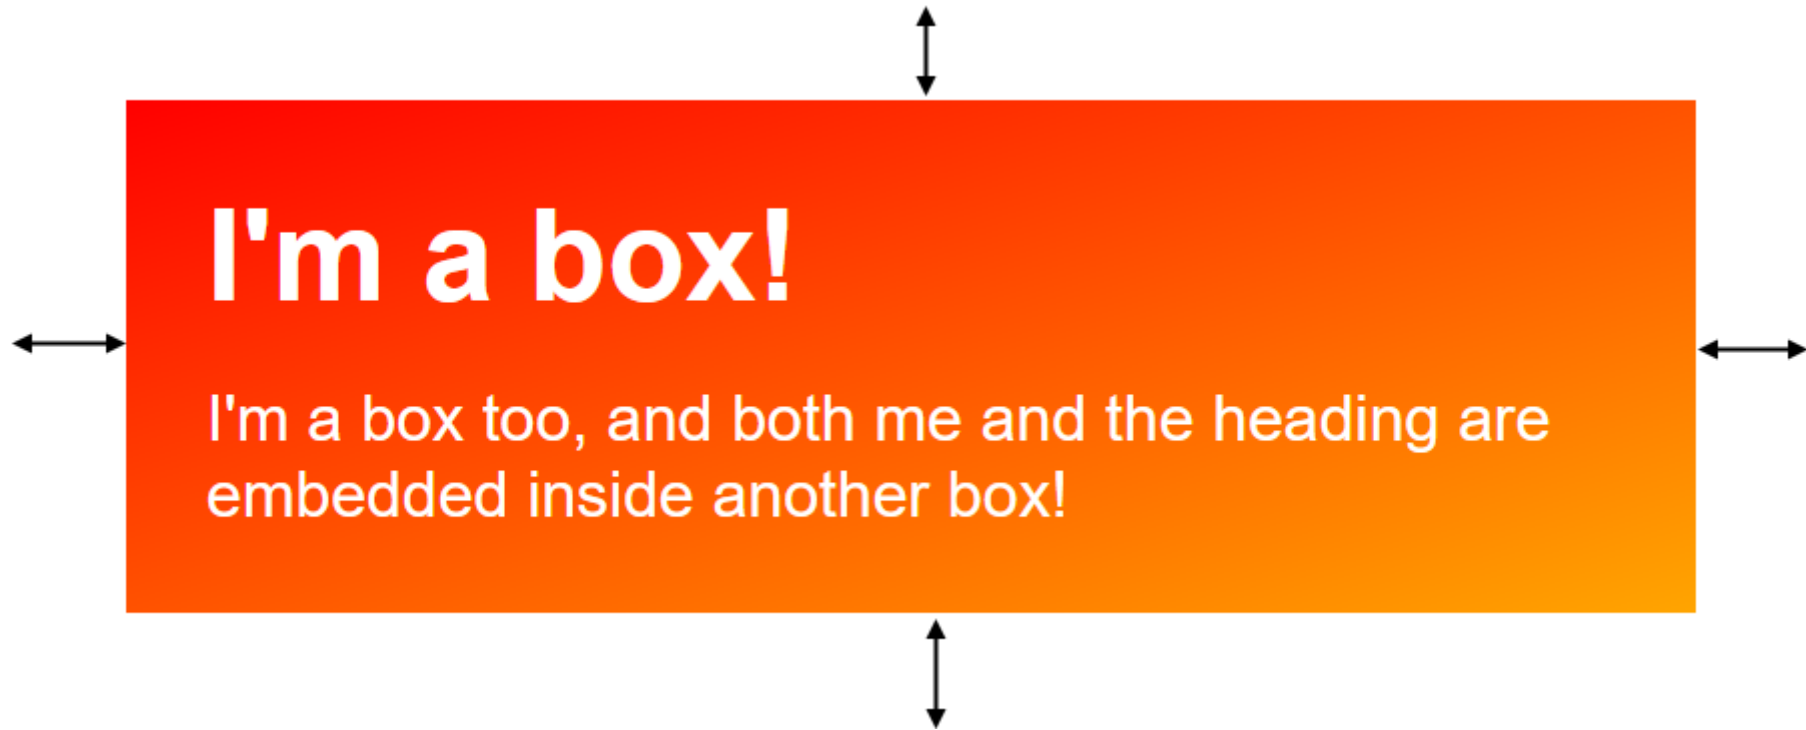 I'm a box!
I'm a box too, and both me and the heading are
embedded inside another box!